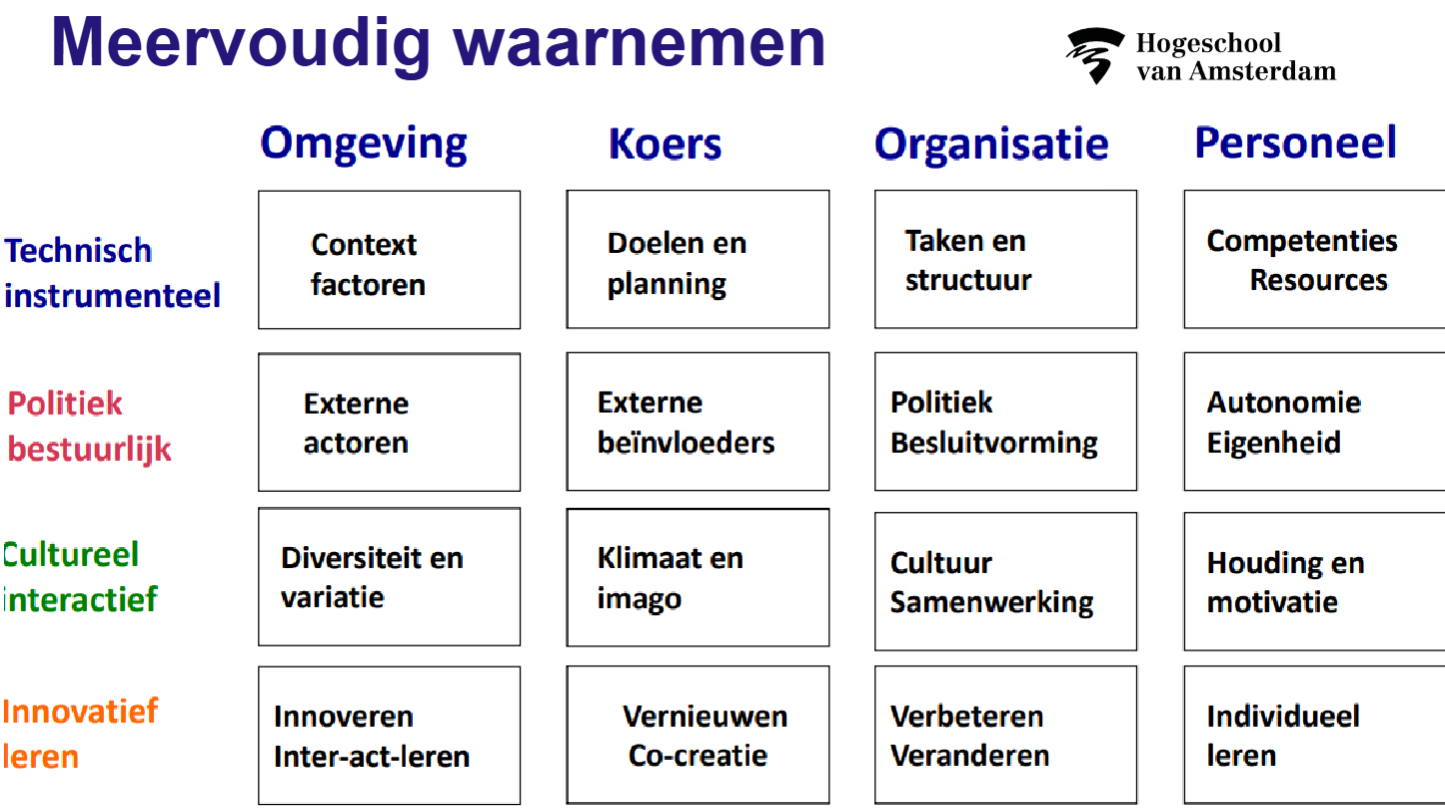 Meervoudig waarnemen
Hogeschool
van Amsterdam
Omgeving Koers Organisatie Personeel
Technisch
instrumenteel
Context
factoren
Doelen en
planning
Taken en
structuur
Competenties
Resources
Politiek
bestuurlijk
Externe
actoren
Externe
beïnvloeders
Politiek
Besluitvorming
Autonomie
Eigenheid
Cultureel
interactief
Diversiteit en
variatie
Klimaat en
imago
Cultuur
Samenwerking
Houding en
motivatie
Innovatief
leren
Innoveren
Inter-act-leren
Vernieuwen
Co-creatie
Verbeteren
Veranderen
Individueel
leren